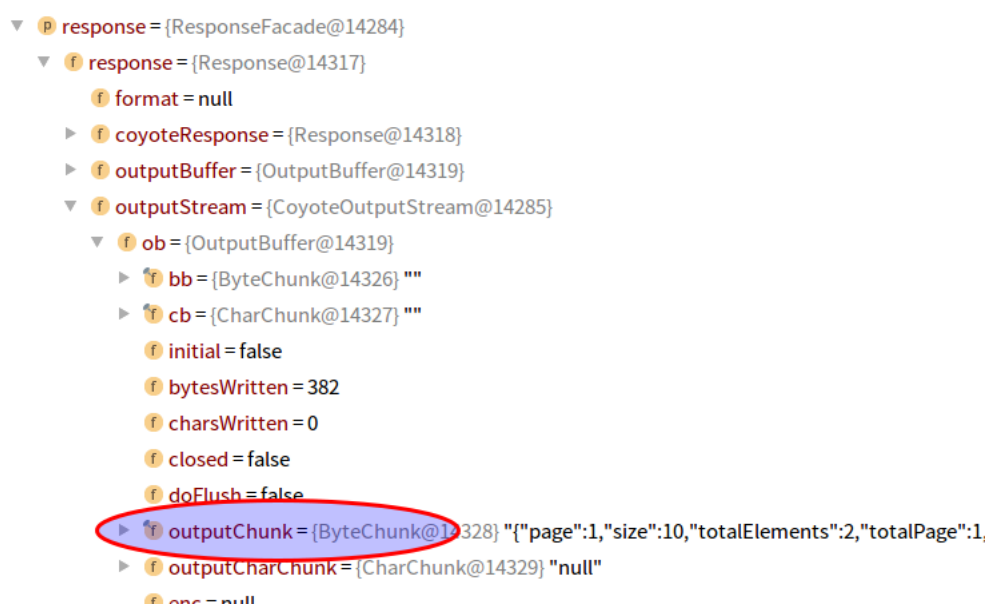 p response = {ResponseFacade@14284}
f response = {Response@14317}
f format = null
f coyoteResponse = {Response@14318}
f outputBuffer = {OutputBuffer@14319}
f outputStream = {CoyoteOutputStream@14285}
f ob = {OutputBuffer@14319}
f bb = {ByteChunk@14326} ""
f cb = {CharChunk@14327} ""
f initial = false
f bytesWritten = 382
f charsWritten = 0
f closed = false
f doFlush = false
f outputChunk = {ByteChunk@14328} "{"page":1,"size":10,"totalElements":2,"totalPage":1,
f outputCharChunk = {CharChunk@14329} "null"
f enc = null